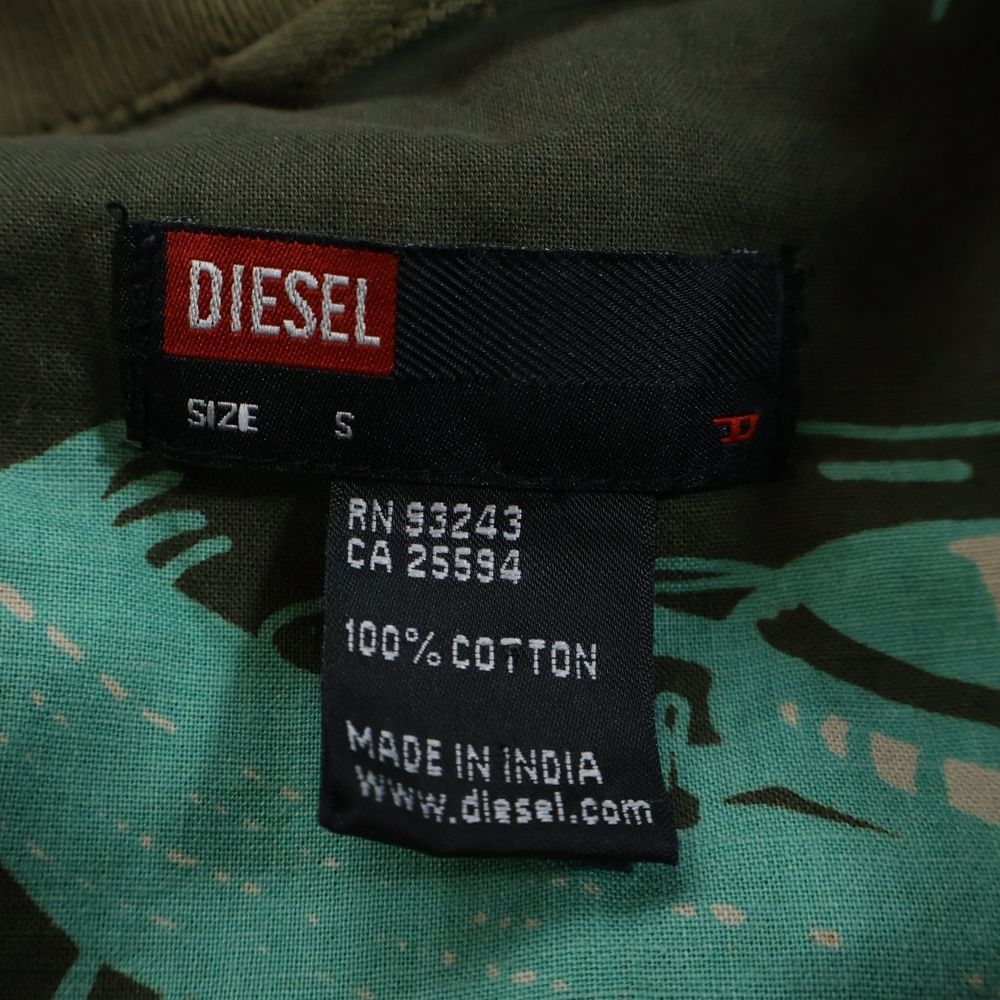 DIESEL
SIZE S
RN 93243
CA 25594
100% COTTON
MADE IN INDIA
www.diesel.com